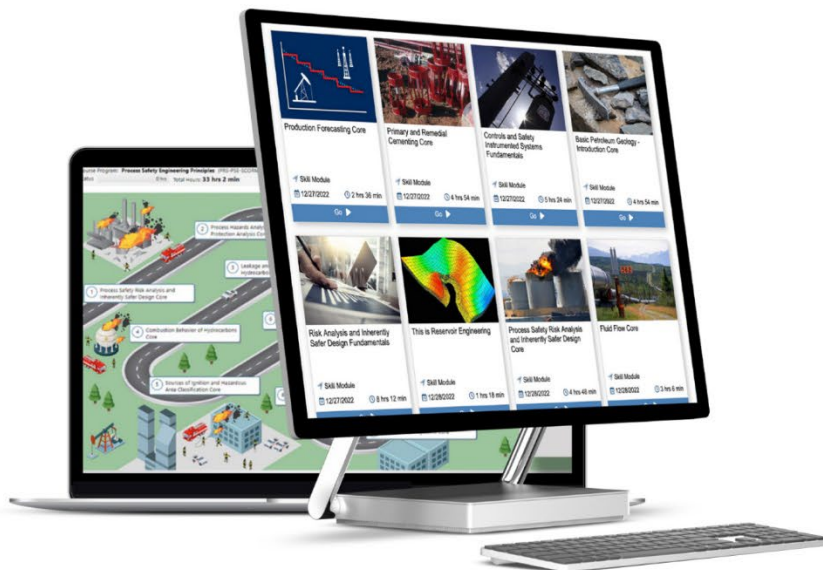 Production Forecasting Core
Skill Module
12/27/2022 2 hrs 36 min
Go
Primary and Remedial
Cementing Core
Skill Module
12/27/2022 4 hrs 54 min
Go
Controls and Safety
Instrumented Systems
Fundamentals
Skill Module
12/27/2022 5 hrs 24 min
Go
Basic Petroleum Geology -
Introduction Core
Skill Module
12/27/2022 4 hrs 54 min
Go
Risk Analysis and Inherently
Safer Design Fundamentals
Skill Module
12/27/2022 8 hrs 12 min
This is Reservoir Engineering
Skill Module
12/28/2022 1 hrs 18 min
Process Safety Risk Analysis
and Inherently Safer Design
Core
Skill Module
12/28/2022 4 hrs 48 min
Fluid Flow Core
Skill Module
12/28/2022 3 hrs 6 min
Program: Process Safety Engineering Principles
Total Hours: 33 hrs 2 min
2 Process Hazards
Protection
3 Leakage
1 Process Safety Risk Analysis and
Inherently Safer Design Core
4 Combustion Behavior of Hydrocarbons
Core
5 Sources of Ignition and Hazardous
Area Classification Core